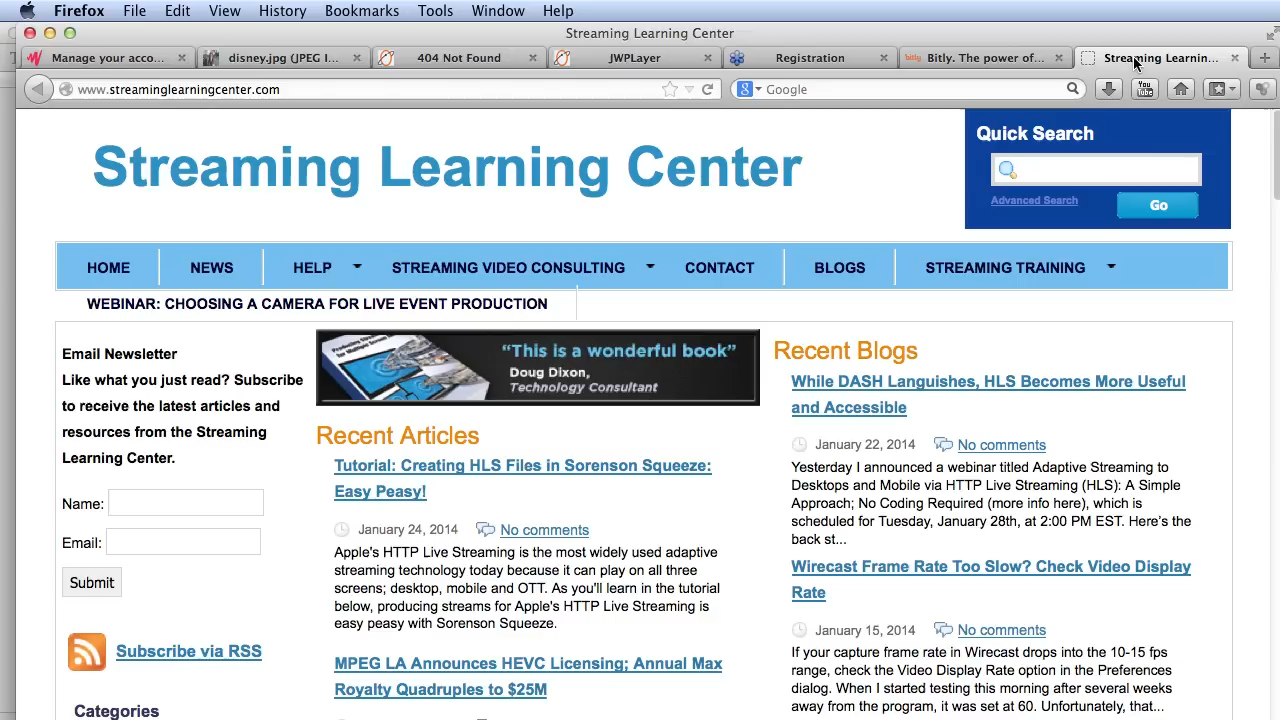 Firefox File Edit View History Bookmarks Tools Window Help
Streaming Learning Center
Manage your acco... disney.jpg (JPEG I... 404 Not Found JWPLayer Registration Bitly. The power of... Streaming Learnin...
www.streaminglearningcenter.com Google
Quick Search
Streaming Learning Center
Advanced Search Go
HOME NEWS HELP STREAMING VIDEO CONSULTING CONTACT BLOGS STREAMING TRAINING
WEBINAR: CHOOSING A CAMERA FOR LIVE EVENT PRODUCTION
Email Newsletter
Like what you just read? Subscribe
to receive the latest articles and
resources from the Streaming
Learning Center.
Name:
Email:
Submit
Subscribe via RSS
Categories
"This is a wonderful book"
Doug Dixon,
Technology Consultant
Recent Articles
Tutorial: Creating HLS Files in Sorenson Squeeze:
Easy Peasy!
January 24, 2014 No comments
Apple's HTTP Live Streaming is the most widely used adaptive
streaming technology today because it can play on all three
screens; desktop, mobile and OTT. As you'll learn in the tutorial
below, producing streams for Apple's HTTP Live Streaming is
easy peasy with Sorenson Squeeze.
MPEG LA Announces HEVC Licensing; Annual Max
Royalty Quadruples to $25M
Recent Blogs
While DASH Languishes, HLS Becomes More Useful
and Accessible
January 22, 2014 No comments
Yesterday I announced a webinar titled Adaptive Streaming to
Desktops and Mobile via HTTP Live Streaming (HLS): A Simple
Approach; No Coding Required (more info here), which is
scheduled for Tuesday, January 28th, at 2:00 PM EST. Here's the
back st...
Wirecast Frame Rate Too Slow? Check Video Display
Rate
January 15, 2014 No comments
If your capture frame rate in Wirecast drops into the 10-15 fps
range, check the Video Display Rate option in the Preferences
dialog. When I started testing this morning after several weeks
away from the program, it was set at 60. Unfortunately, that...